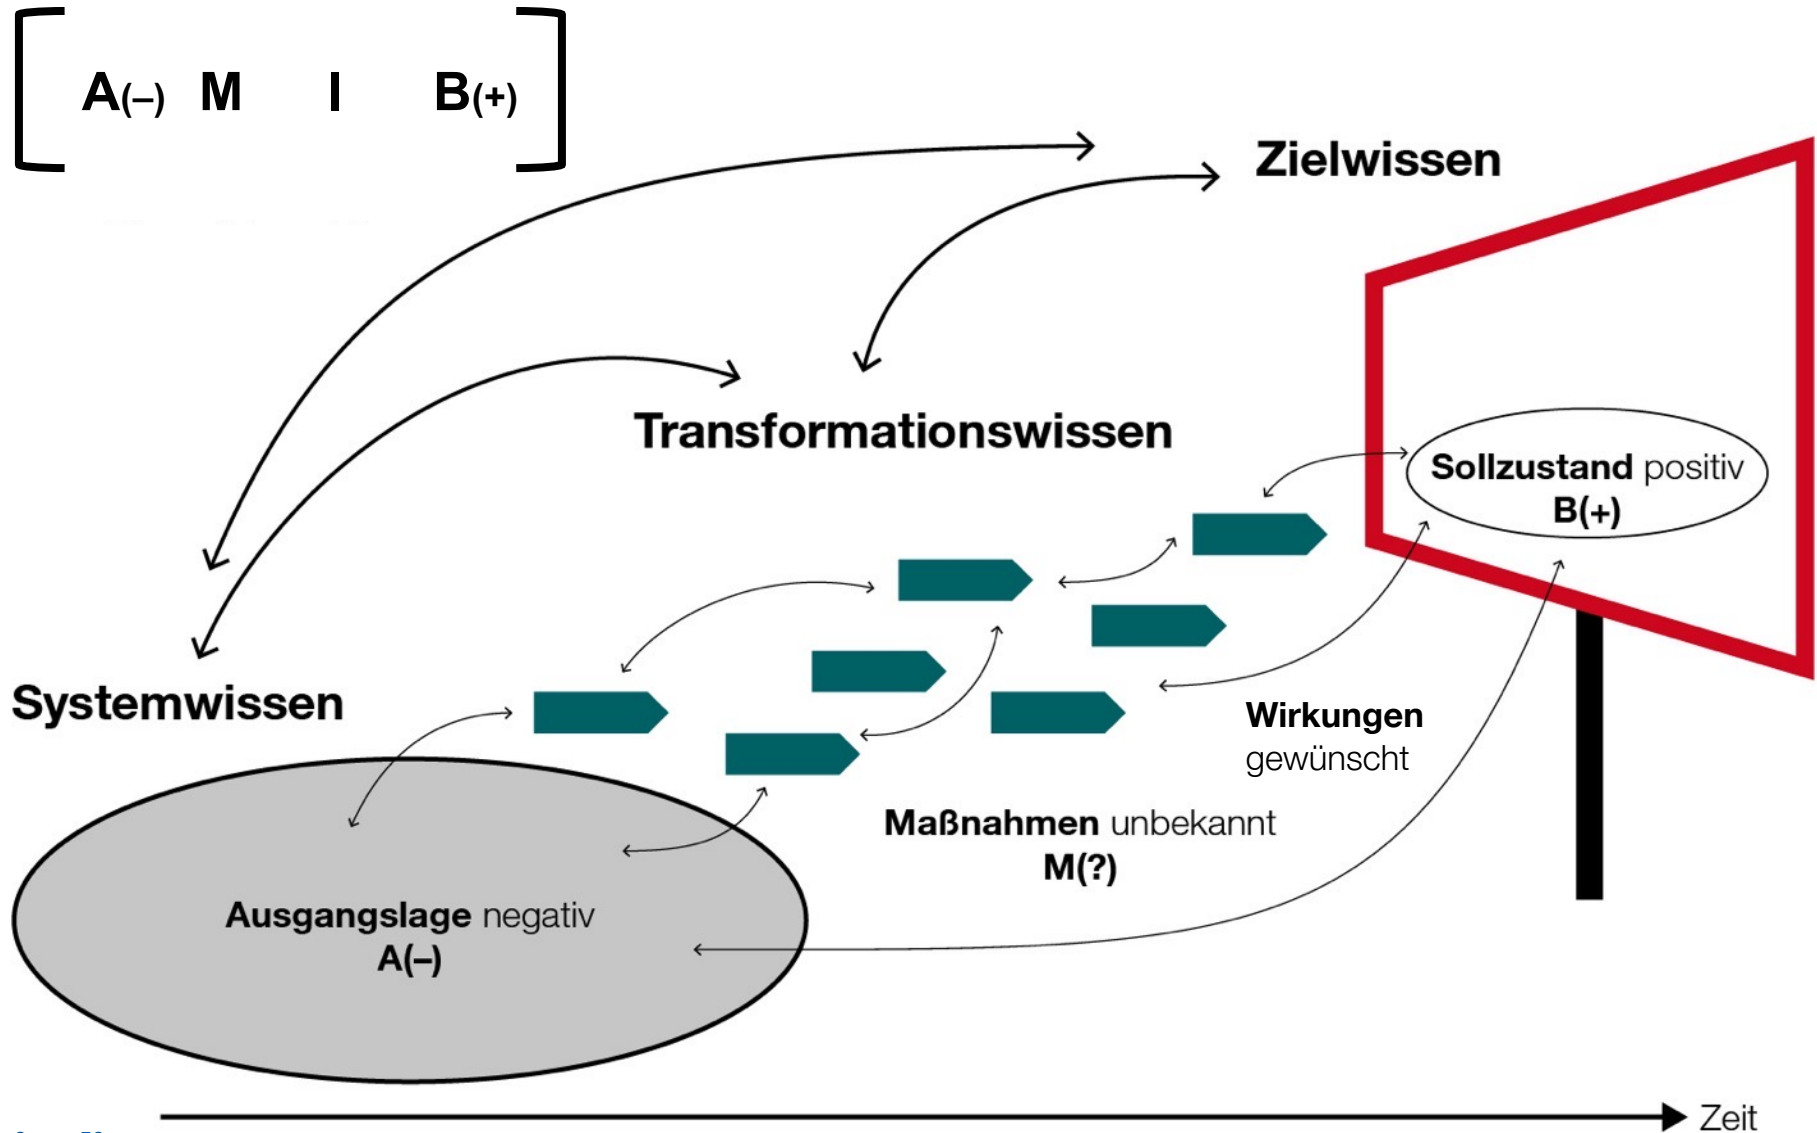 A(–) M I B(+)
Zielwissen
Transformationswissen
Sollzustand positiv
B(+)
Systemwissen
Wirkungen
gewünscht
Maßnahmen unbekannt
M(?)
Ausgangslage negativ
A(–)
Zeit